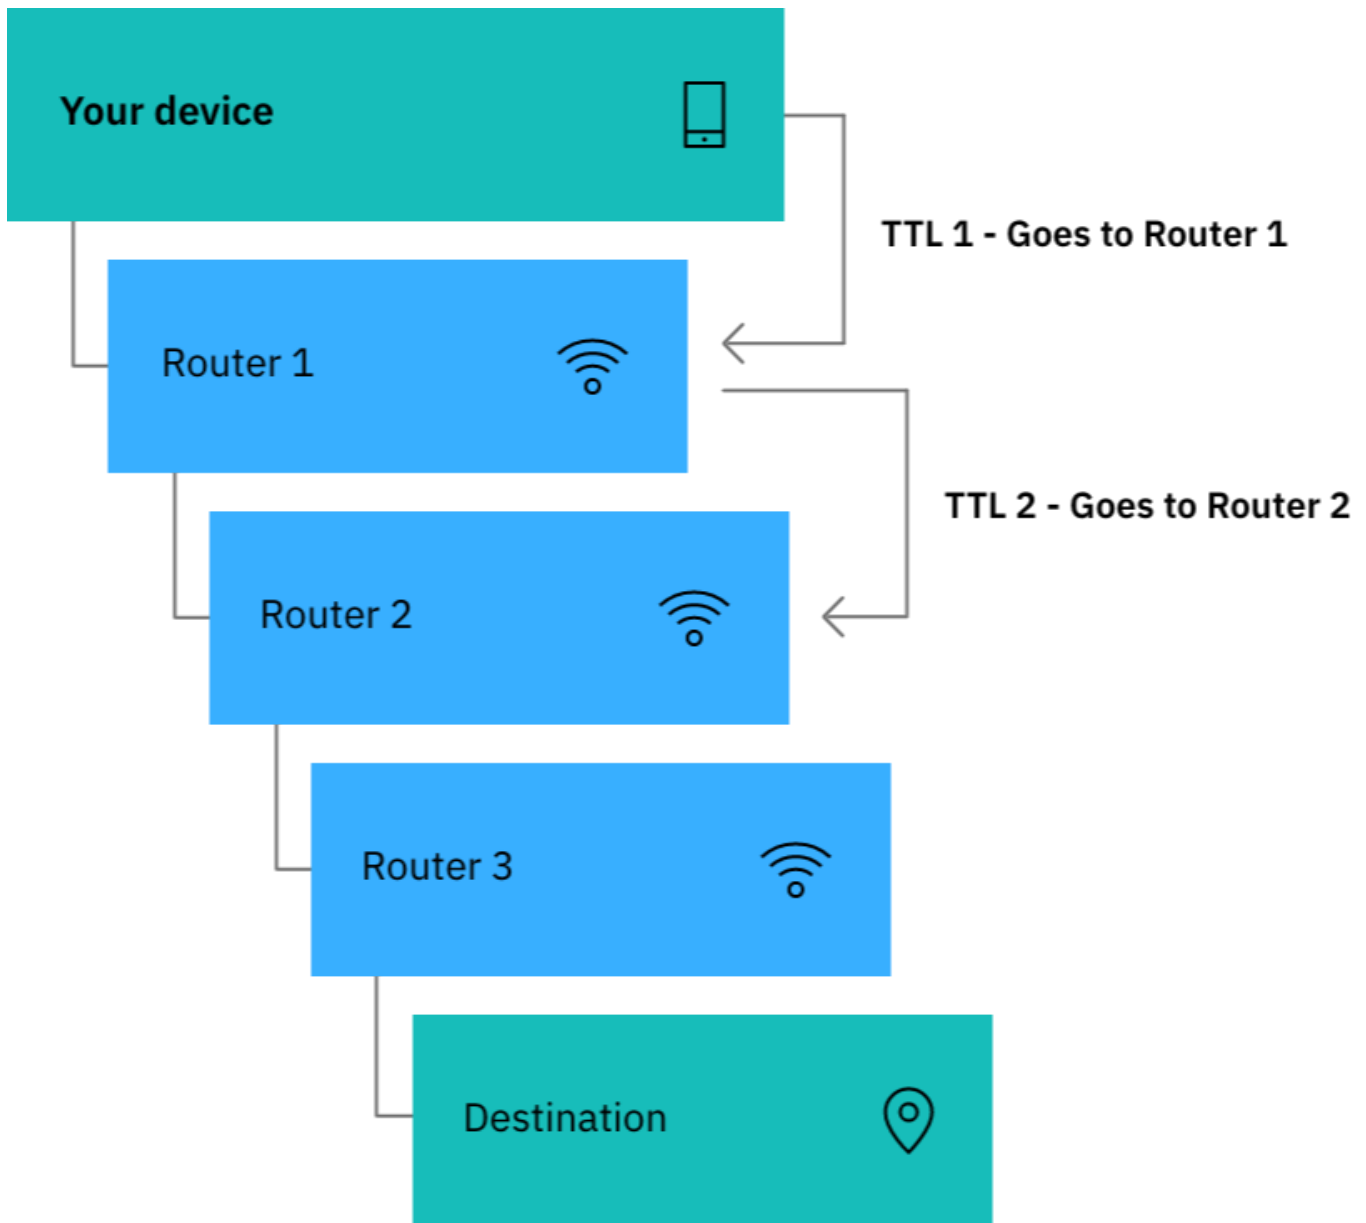 Your device
TTL 1 - Goes to Router 1
Router 1
TTL 2 - Goes to Router 2
Router 2
Router 3
Destination